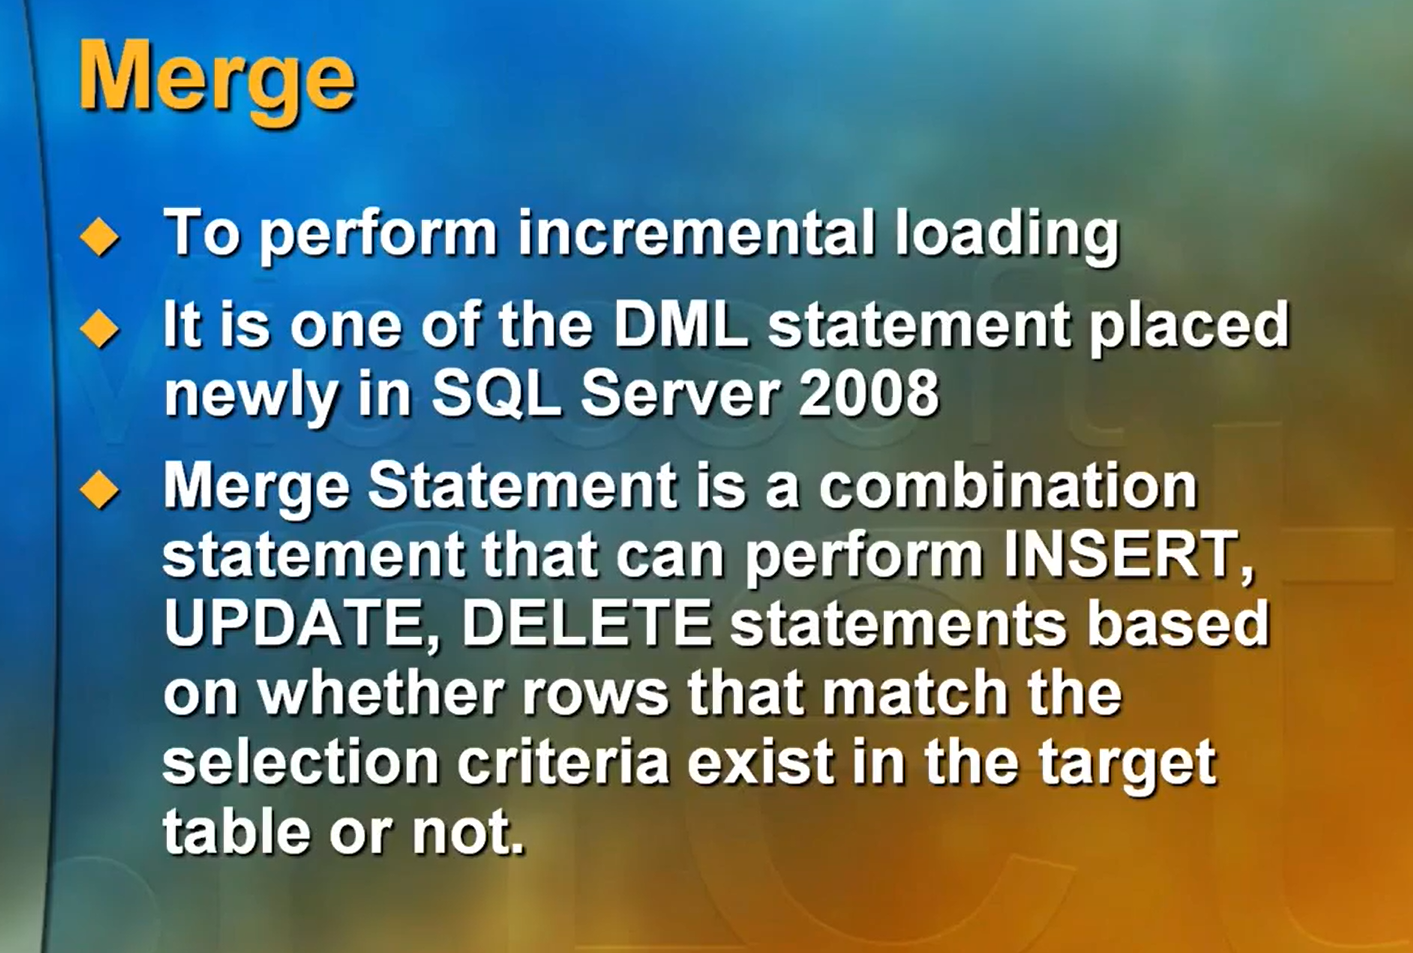 Merge
To perform incremental loading
It is one of the DML statement placed
newly in SQL Server 2008
Merge Statement is a combination
statement that can perform INSERT,
UPDATE, DELETE statements based
on whether rows that match the
selection criteria exist in the target
table or not.